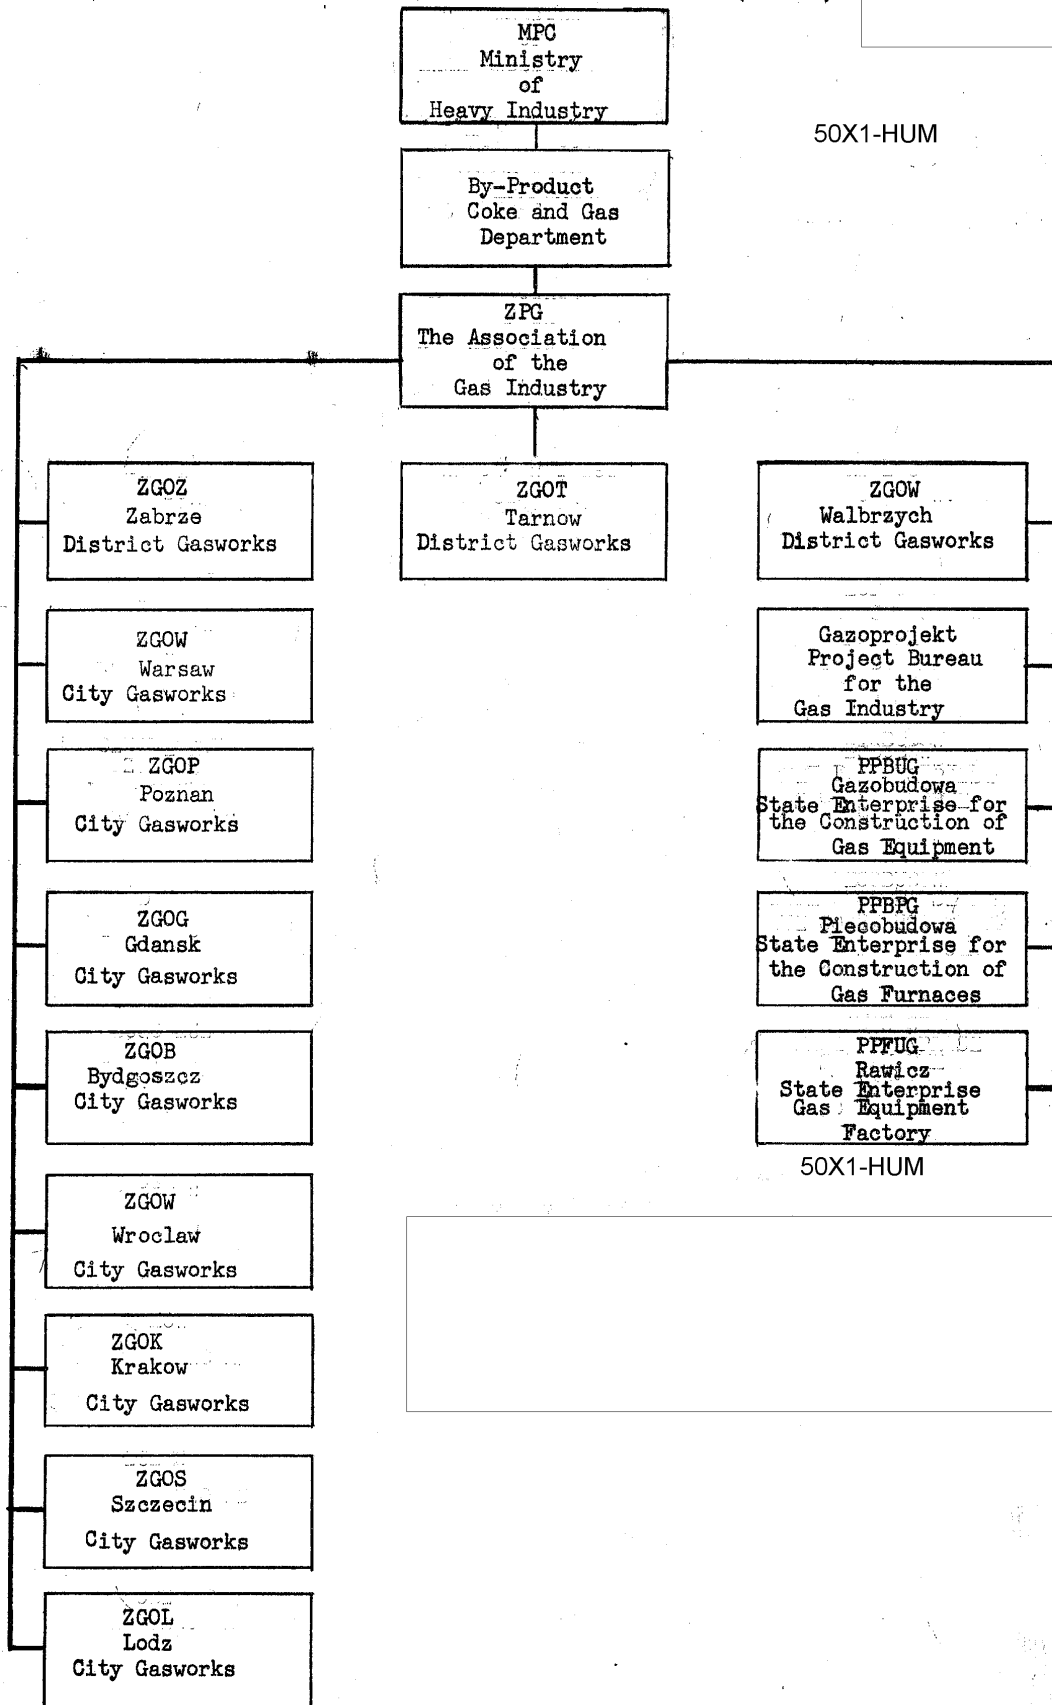 MPC
Ministry
of
Heavy Industry
50X1-HUM
By-Product
Coke and Gas
Department
ZPG
The Association
of the
Gas Industry
ZGOZ
Zabrze
District Gasworks
ZGOT
Tarnow
District Gasworks
ZGOW
Walbrzych
District Gasworks
ZGOW
Warsaw
City Gasworks
Gazoprojekt
Project Bureau
for the
Gas Industry
ZGOP
Poznan
City Gasworks
PPBUG
Gazobudowa
State Enterprise for
the Construction of
Gas Equipment
ZGOG
Gdansk
City Gasworks
PPBPG
Piecobudowa
State Enterprise for
the Construction of
Gas Furnaces
ZGOB
Bydgoszcz
City Gasworks
PPFUG
Rawicz
State Enterprise
Gas Equipment
Factory
50X1-HUM
ZGOW
Wroclaw
City Gasworks
ZGOK
Krakow
City Gasworks
ZGOS
Szczecin
City Gasworks
ZGOL
Lodz
City Gasworks